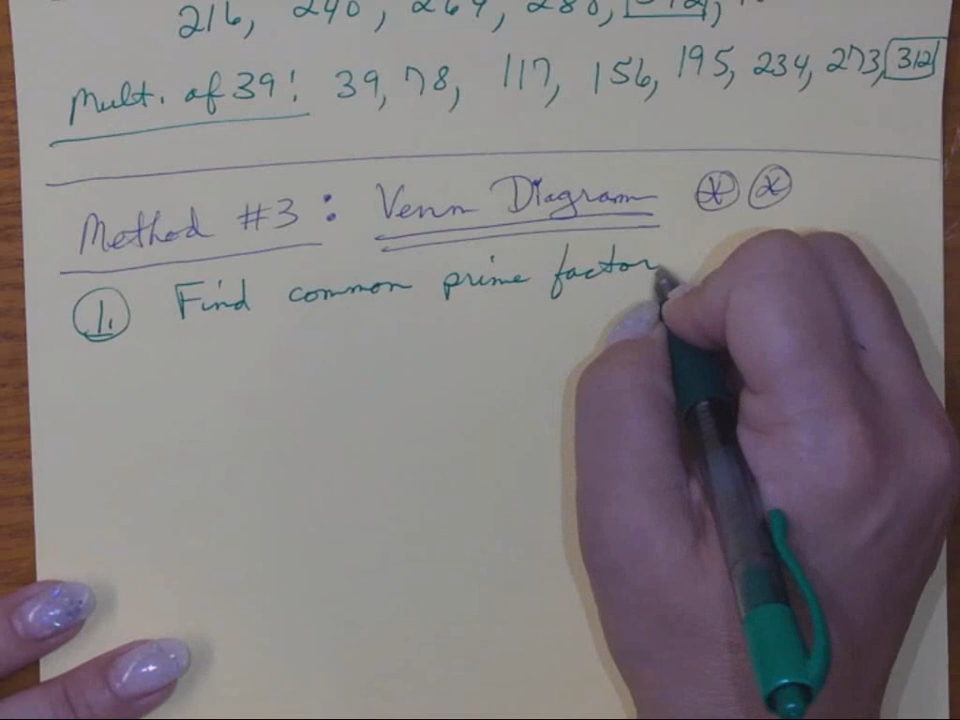 216, 240, 264, 280, 312,
Mult. of 39! 39, 78, 117, 156, 195, 234, 273, 312
Method #3: Venn Diagram * *
1. Find common prime factor